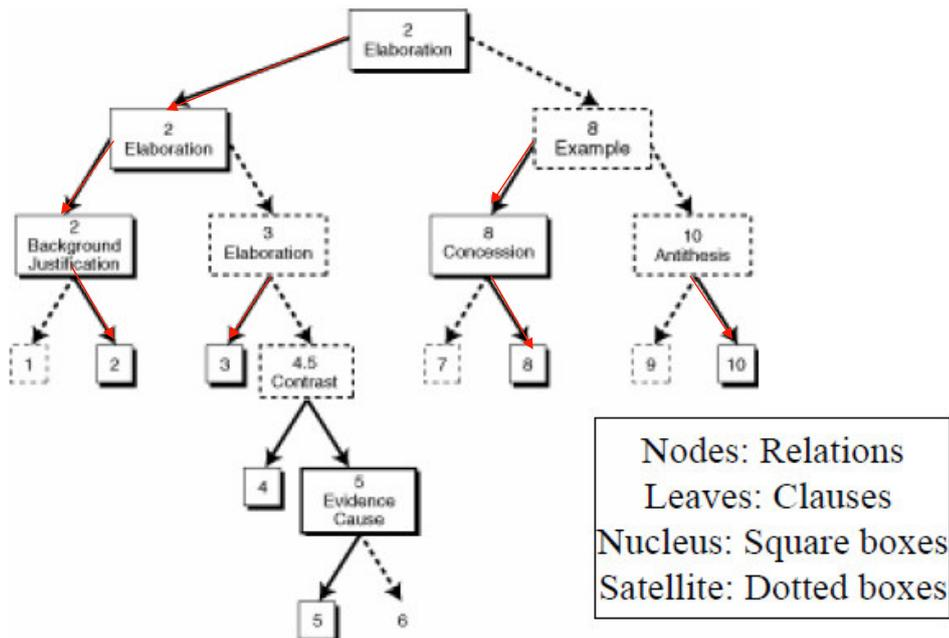 2
Elaboration
2
Elaboration
8
Example
2
Background
Justification
3
Elaboration
8
Concession
10
Antithesis
1
2
3
4.5
Contrast
7
8
9
10
4
5
Evidence
Cause
5
6
Nodes: Relations
Leaves: Clauses
Nucleus: Square boxes
Satellite: Dotted boxes